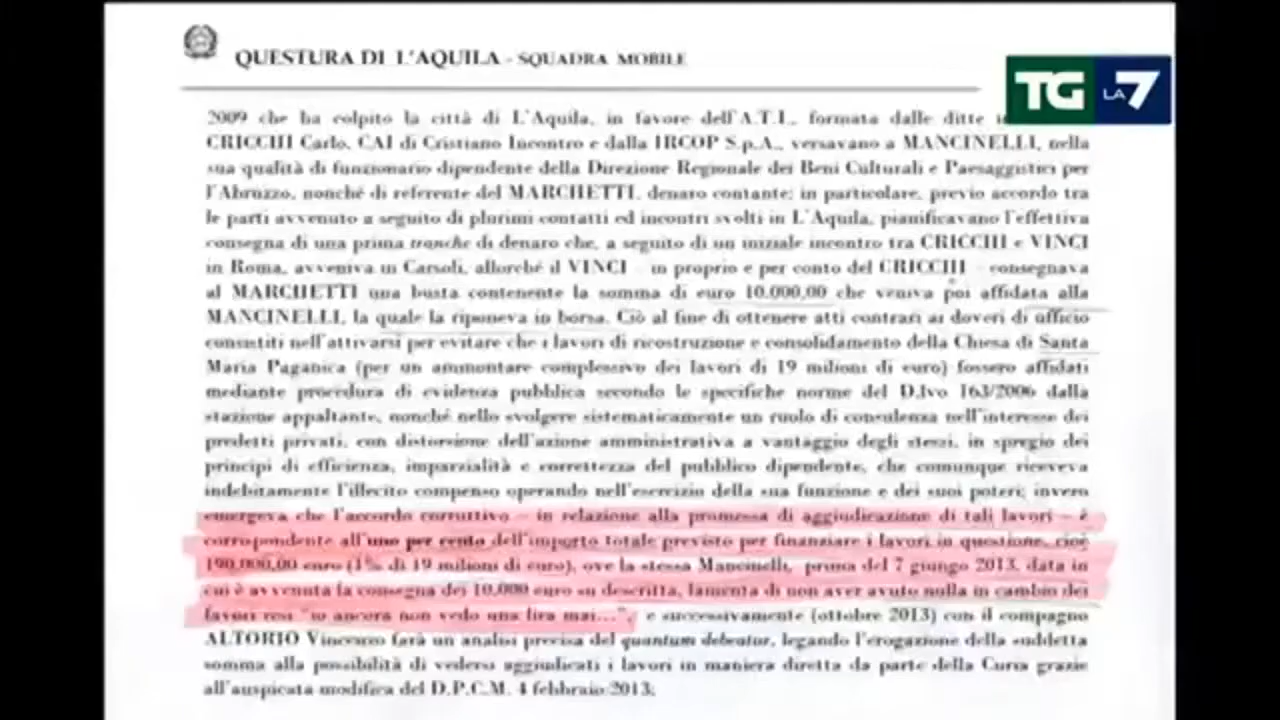 QUESTURA DI L'AQUILA - SQUADRA MOBILE
TG LA 7
2009 che ha colpito la città di L'Aquila, in favore dell'A.T.I., formata dalle ditte
CRICCHI Carlo, CAI di Cristiano Incontro e dalla IRCOP S.p.A., versavano a MANCINELLI, nella
sua qualità di funzionario dipendente della Direzione Regionale dei Beni Culturali e Paesaggistici per
l'Abruzzo, nonché di referente del MARCHETTI, denaro contante; in particolare, previo accordo tra
le parti avvenuto a seguito di plurimi contatti ed incontri svolti in L'Aquila, pianificavano l'effettiva
consegna di una prima tranche di denaro che, a seguito di un iniziale incontro tra CRICCHI e VINCI
in Roma, avveniva in Carsoli, allorché il VINCI – in proprio e per conto del CRICCHI – consegnava
al MARCHETTI una busta contenente la somma di euro 10.000,00 che veniva poi affidata alla
MANCINELLI, la quale la riponeva in borsa. Ciò al fine di ottenere atti contrari ai doveri di ufficio
consistiti nell'attivarsi per evitare che i lavori di ricostruzione e consolidamento della Chiesa di Santa
Maria Paganica (per un ammontare complessivo dei lavori di 19 milioni di euro) fossero affidati
mediante procedura di evidenza pubblica secondo le specifiche norme del D.lvo 163/2006 dalla
stazione appaltante, nonché nello svolgere sistematicamente un ruolo di consulenza nell'interesse dei
predetti privati, con distorsione dell'azione amministrativa a vantaggio degli stessi, in spregio dei
principi di efficienza, imparzialità e correttezza del pubblico dipendente, che comunque riceveva
indebitamente l'illecito compenso operando nell'esercizio della sua funzione e dei suoi poteri; invero
emergeva che l'accordo corruttivo – in relazione alla promessa di aggiudicazione di tali lavori – è
corrpondente all'uno per cento dell'importo totale previsto per finanziare i lavori in questione, cioè
190.000,00 euro (1% di 19 milioni di euro), ove la stessa Mancinelli, prima del 7 giungo 2013, data in
cui è avvenuta la consegna dei 10.000 euro su descritta, lamenta di non aver avuto nulla in cambio dei
favori resi "io ancora non vedo una lira mai..."; e successivamente (ottobre 2013) con il compagno
ALTORIO Vincenzo farà un analisi precisa del quantum debeatur, legando l'erogazione della suddetta
somma alla possibilità di vedersi aggiudicati i lavori in maniera diretta da parte della Curia grazie
all'auspicata modifica del D.P.C.M. 4 febbraio 2013;